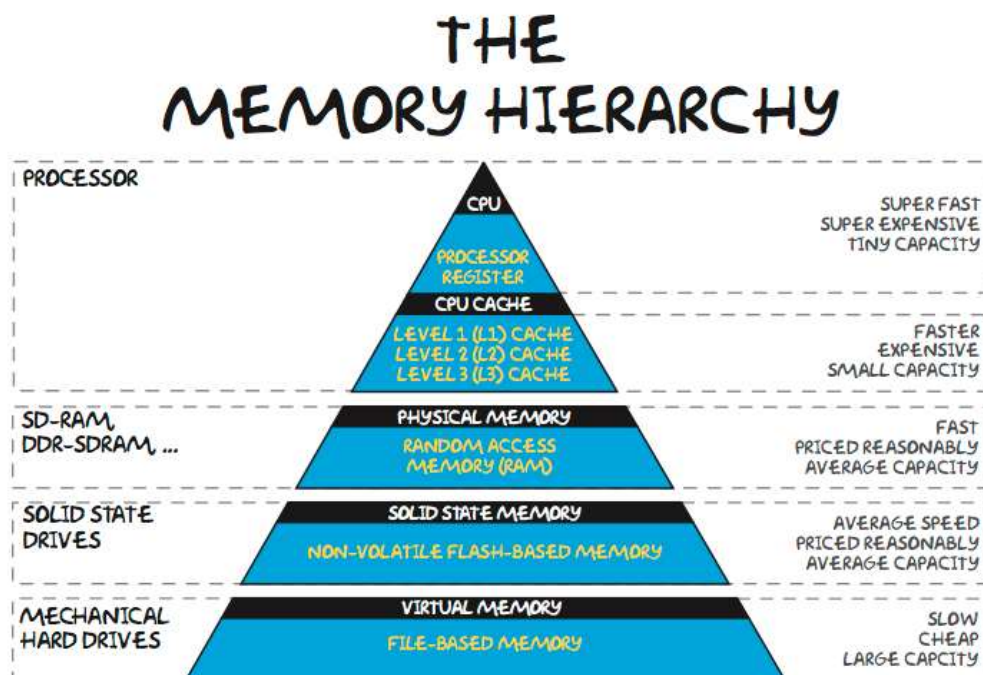 THE
MEMORY HIERARCHY
PROCESSOR
CPU
SUPER FAST
SUPER EXPENSIVE
TINY CAPACITY
PROCESSOR
REGISTER
CPU CACHE
LEVEL 1 (L1) CACHE
LEVEL 2 (L2) CACHE
LEVEL 3 (L3) CACHE
FASTER
EXPENSIVE
SMALL CAPACITY
SD-RAM,
DDR-SDRAM, ...
PHYSICAL MEMORY
RANDOM ACCESS
MEMORY (RAM)
FAST
PRICED REASONABLY
AVERAGE CAPACITY
SOLID STATE
DRIVES
SOLID STATE MEMORY
NON-VOLATILE FLASH-BASED MEMORY
AVERAGE SPEED
PRICED REASONABLY
AVERAGE CAPACITY
MECHANICAL
HARD DRIVES
VIRTUAL MEMORY
FILE-BASED MEMORY
SLOW
CHEAP
LARGE CAPCITY